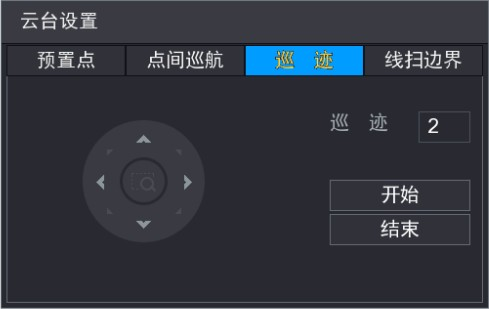 云台设置
预置点 点间巡航 巡 迹 线扫边界
巡 迹 2
开始
结束